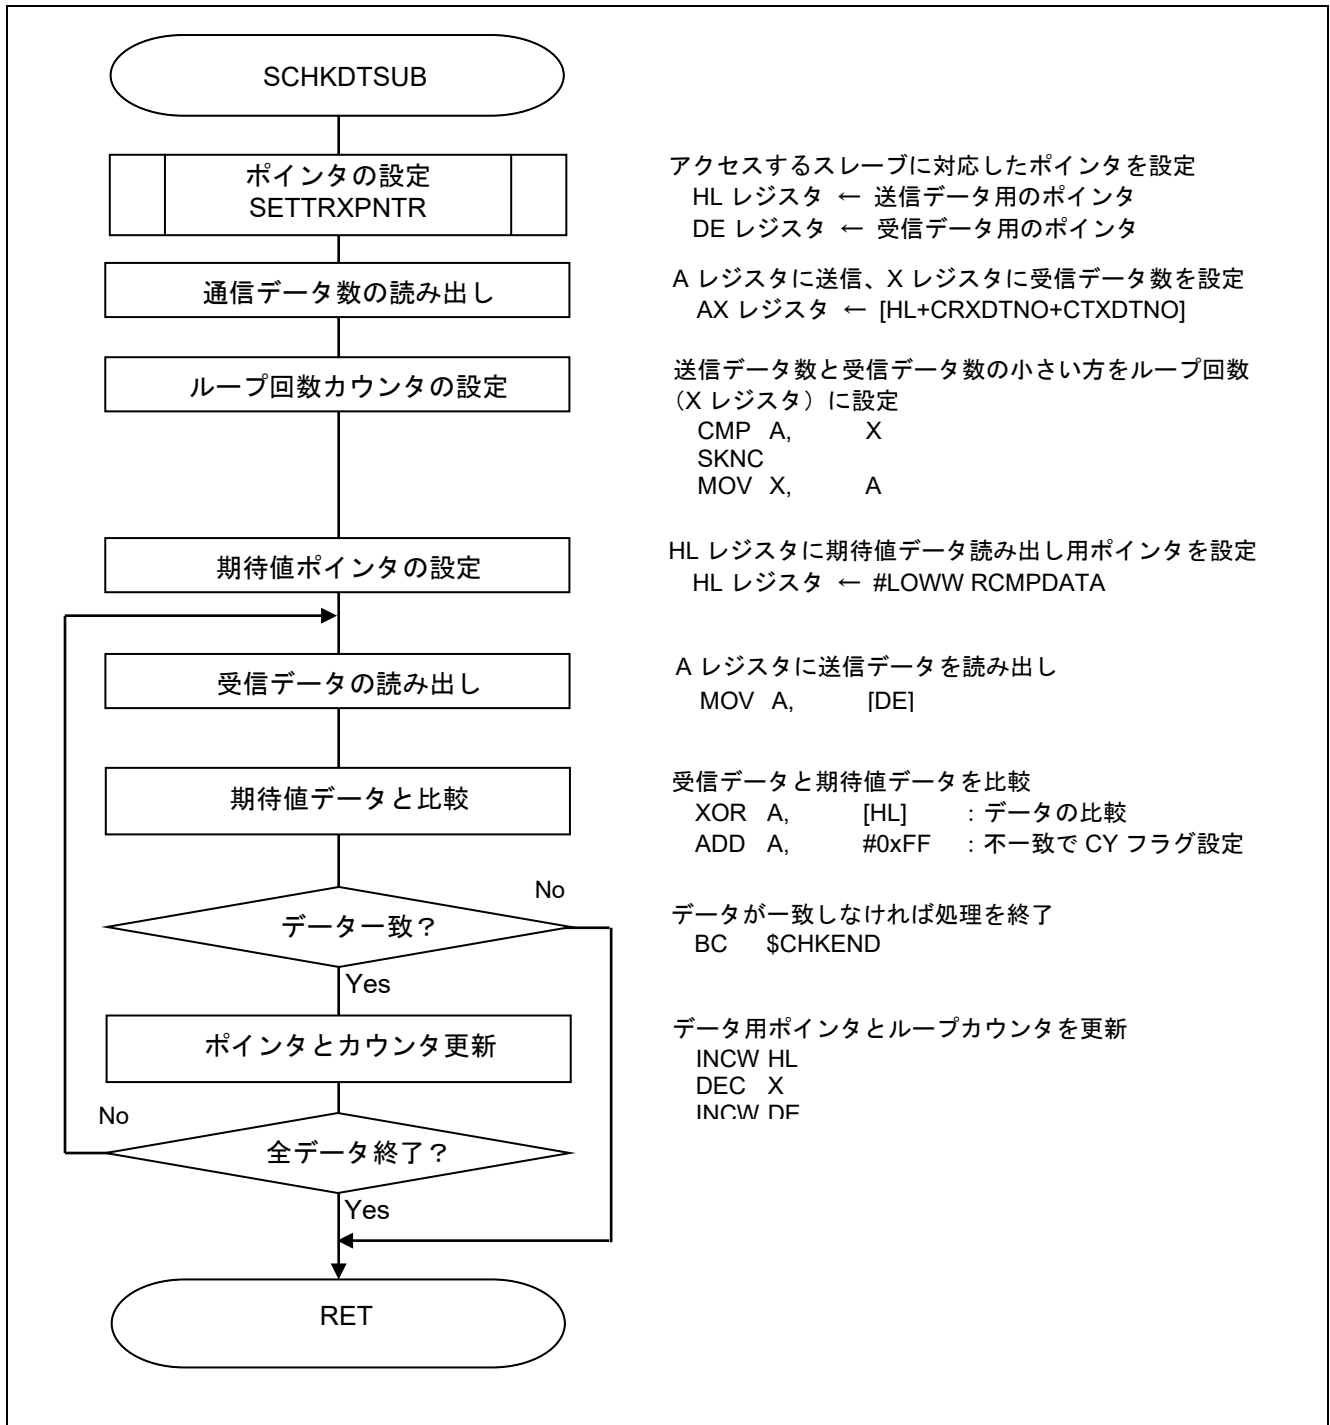 SCHKDTSUB
ポインタの設定
SETTRXPNTR
アクセスするスレーブに対応したポインタを設定
HL レジスタ ← 送信データ用のポインタ
DE レジスタ ← 受信データ用のポインタ
通信データ数の読み出し
A レジスタに送信、X レジスタに受信データ数を設定
AX レジスタ ← [HL+CRXDTNO+CTXDTNO]
ループ回数カウンタの設定
送信データ数と受信データ数の小さい方をループ回数
（X レジスタ）に設定
CMP A, X
SKNC
MOV X, A
期待値ポインタの設定
HL レジスタに期待値データ読み出し用ポインタを設定
HL レジスタ ← #LOWW RCMPDATA
受信データの読み出し
A レジスタに送信データを読み出し
MOV A, [DE]
期待値データと比較
受信データと期待値データを比較
XOR A, [HL] ：データの比較
ADD A, #0xFF ：不一致で CY フラグ設定
No
データ一致？
データが一致しなければ処理を終了
BC $CHKEND
Yes
ポインタとカウンタ更新
データ用ポインタとループカウンタを更新
INCW HL
DEC X
INCW DE
No
全データ終了？
Yes
RET